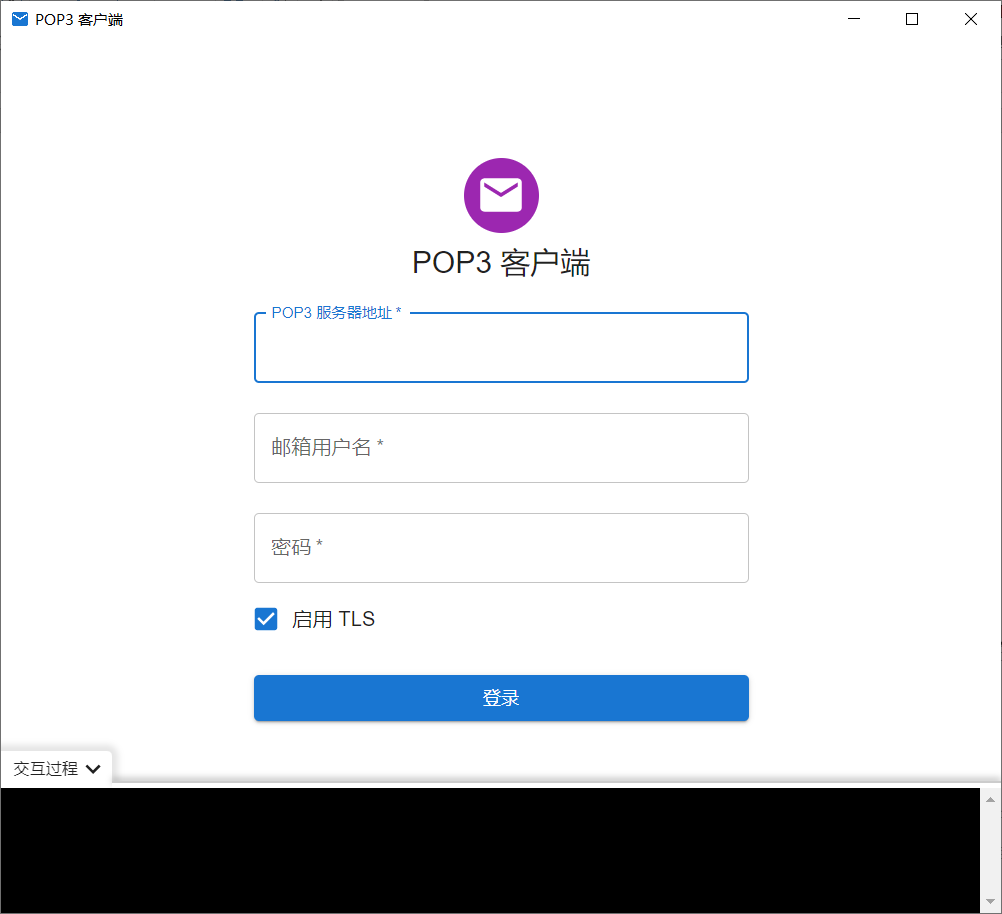 POP3 客户端
POP3 客户端
POP3 服务器地址 *
邮箱用户名 *
密码 *
启用 TLS
登录
交互过程